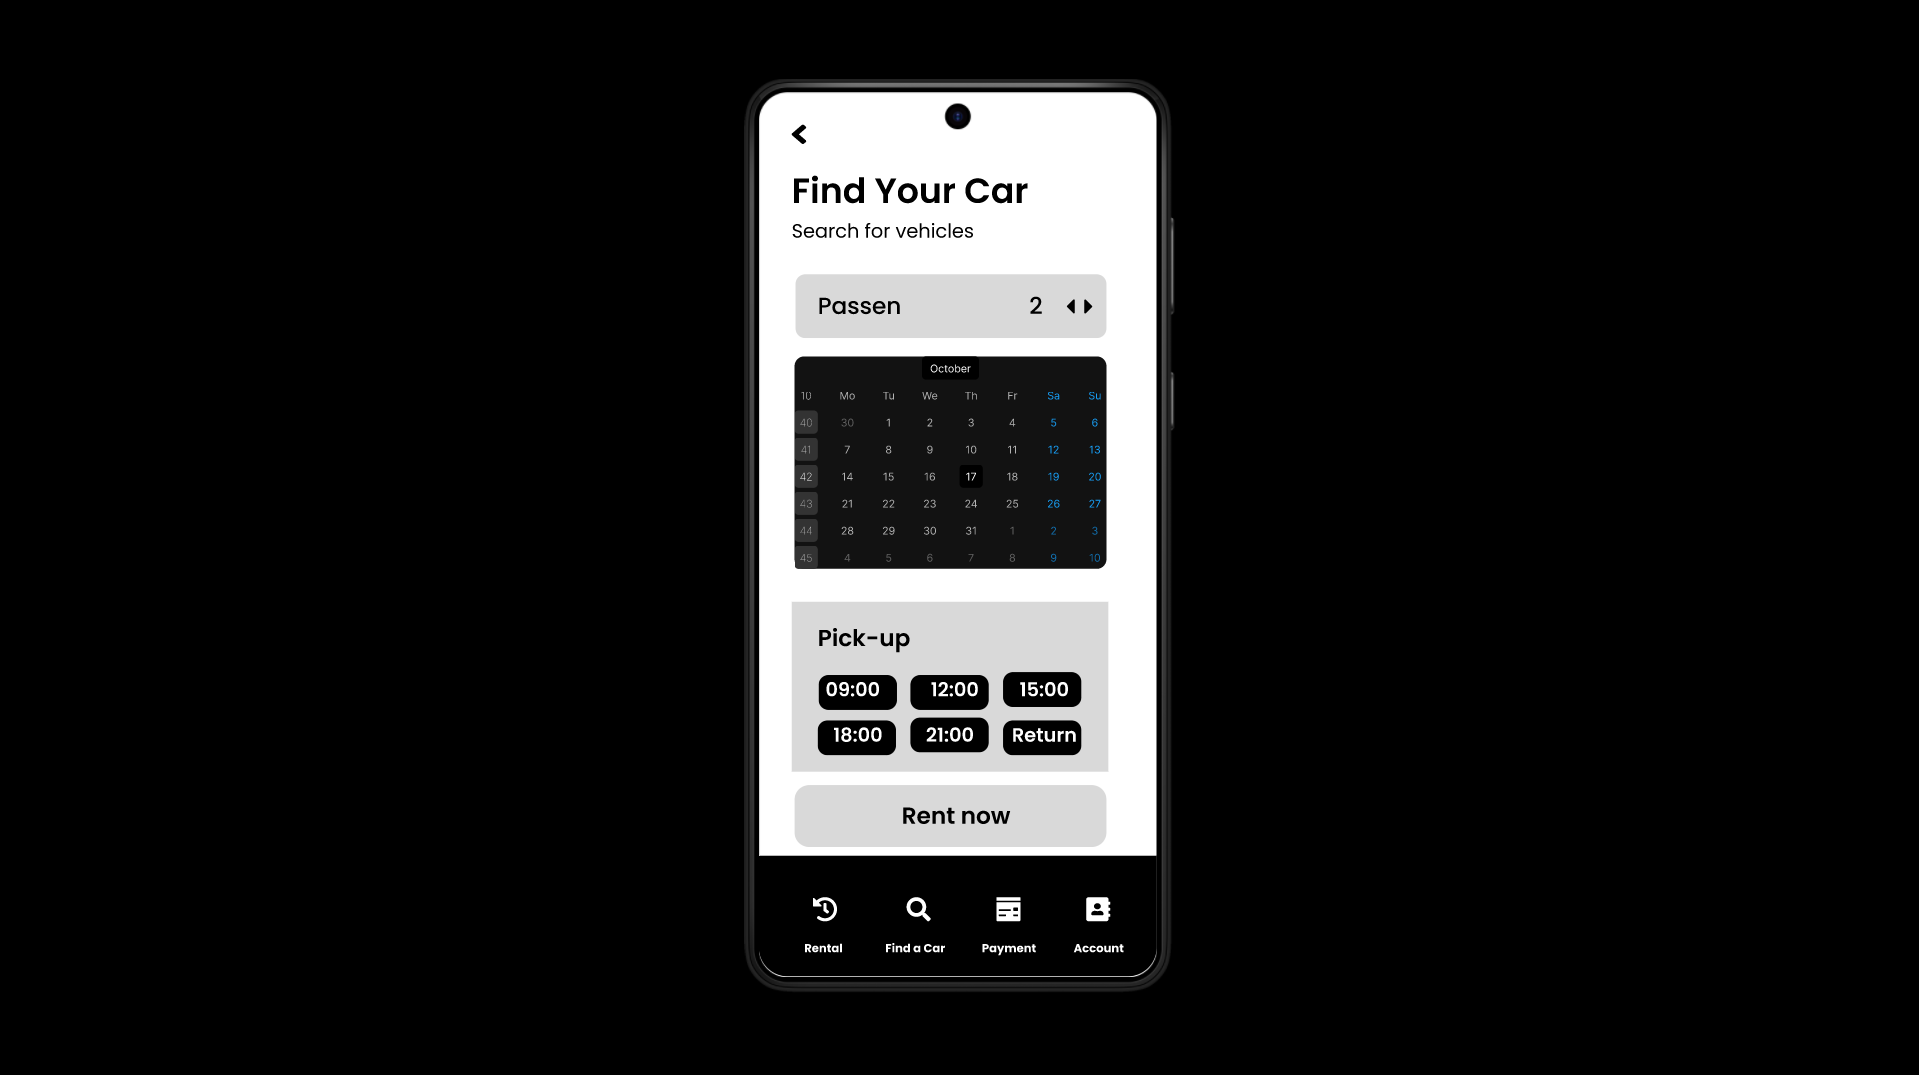 Find Your Car
Search for vehicles
Passen 2
October
10 Mo Tu We Th Fr Sa Su
40 30 1 2 3 4 5 6
41 7 8 9 10 11 12 13
42 14 15 16 17 18 19 20
43 21 22 23 24 25 26 27
44 28 29 30 31 1 2 3
45 4 5 6 7 8 9 10
Pick-up
09:00 12:00 15:00
18:00 21:00 Return
Rent now
Rental Find a Car Payment Account